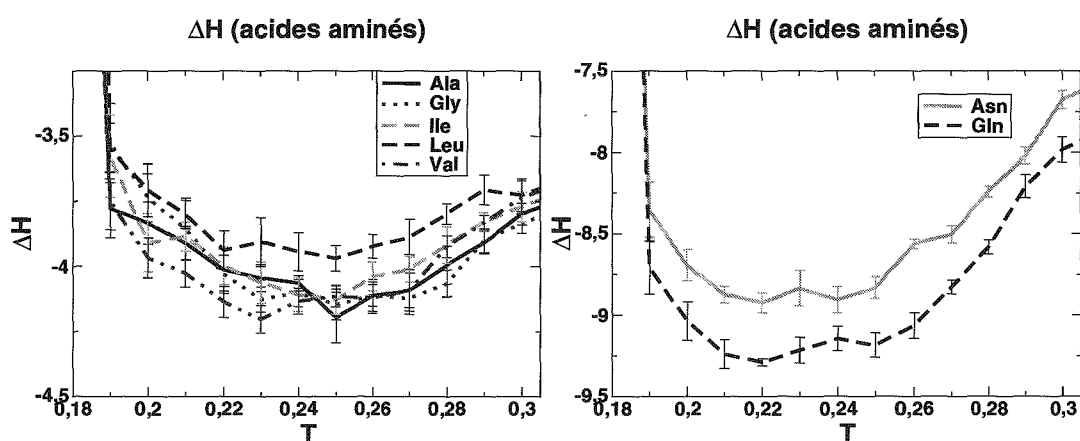 ΔH (acides aminés)
-3,5
-4
-4,5
0,18
0,2
0,22
0,24
0,26
0,28
0,3
T
ΔH
Ala
Gly
Ile
Leu
Val
ΔH (acides aminés)
-7,5
-8
-8,5
-9
-9,5
0,18
0,2
0,22
0,24
0,26
0,28
0,3
T
ΔH
Asn
Gln